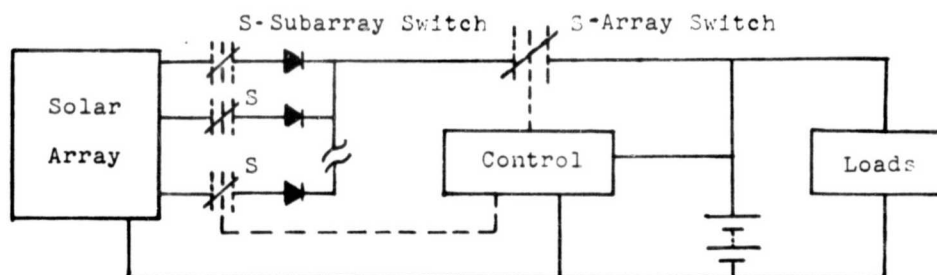 S-Subarray Switch
S-Array Switch
Solar
Array
S
S
Control
Loads